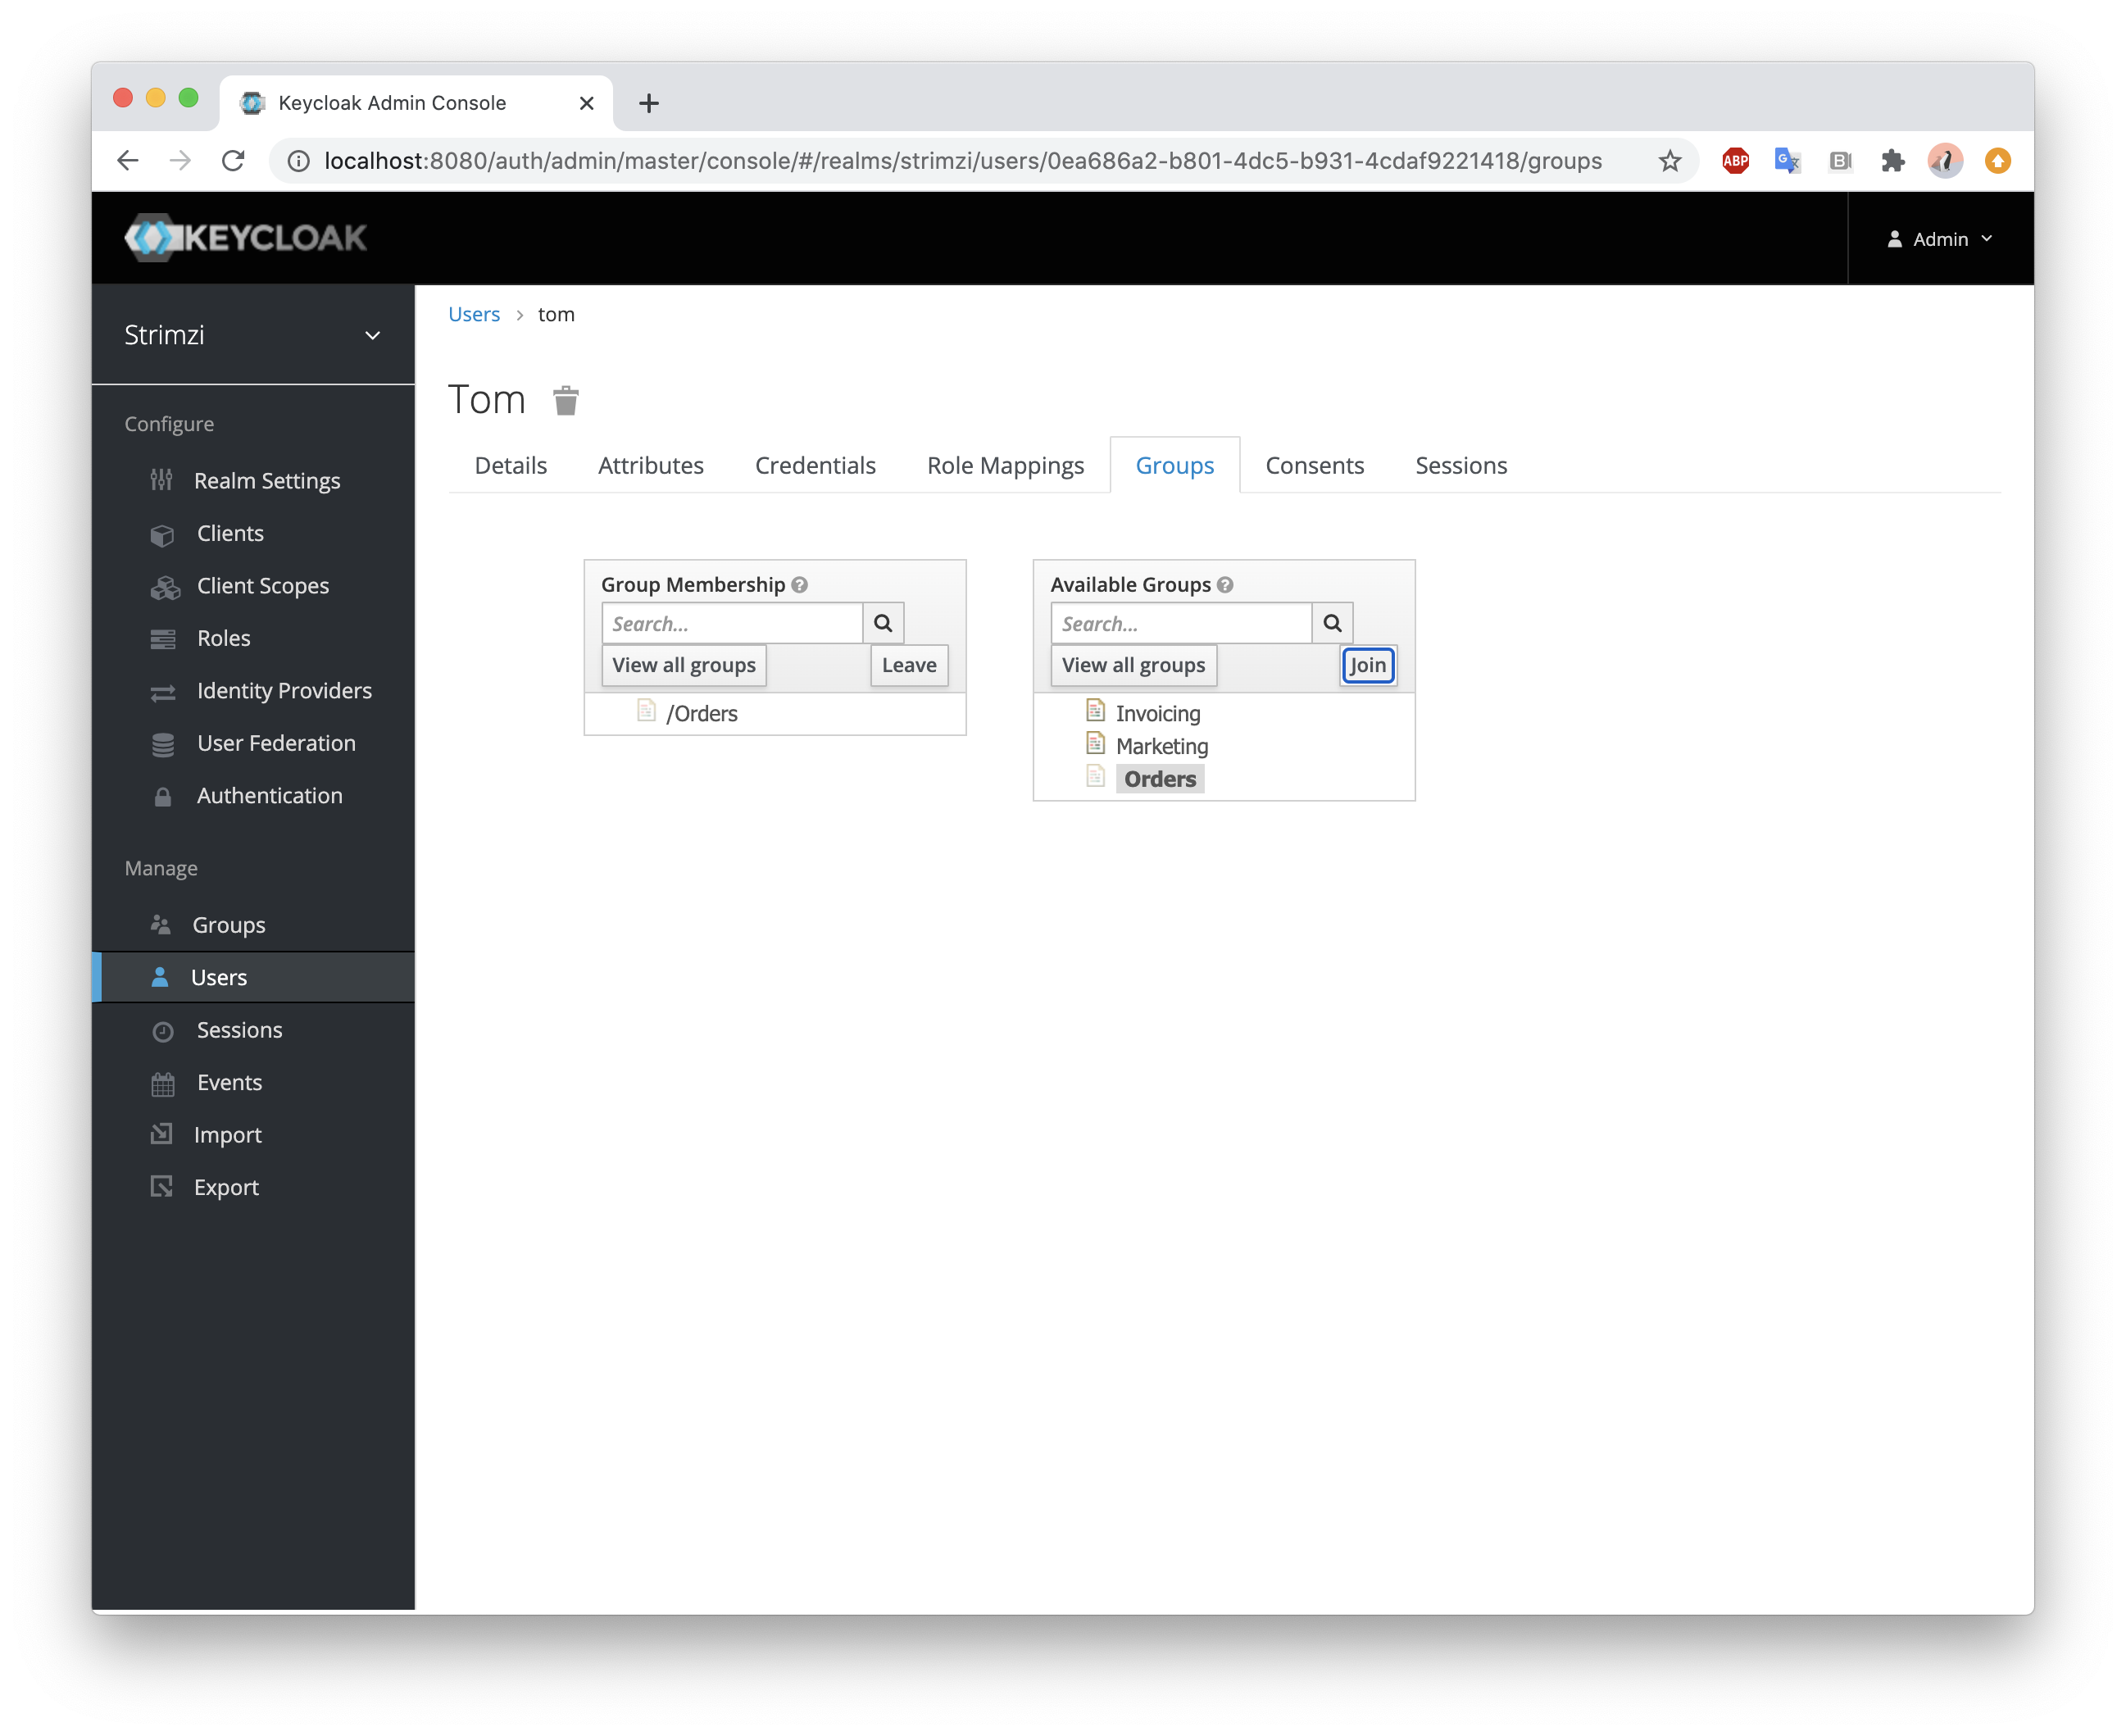 Keycloak Admin Console
localhost:8080/auth/admin/master/console/#/realms/strimzi/users/0ea686a2-b801-4dc5-b931-4cdaf9221418/groups
ABP
G
B
KEYCLOAK
Admin
Strimzi
Configure
Realm Settings
Clients
Client Scopes
Roles
Identity Providers
User Federation
Authentication
Manage
Groups
Users
Sessions
Events
Import
Export
Users > tom
Tom
Details Attributes Credentials Role Mappings Groups Consents Sessions
Group Membership ?
Search...
View all groups Leave
/Orders
Available Groups ?
Search...
View all groups Join
Invoicing
Marketing
Orders